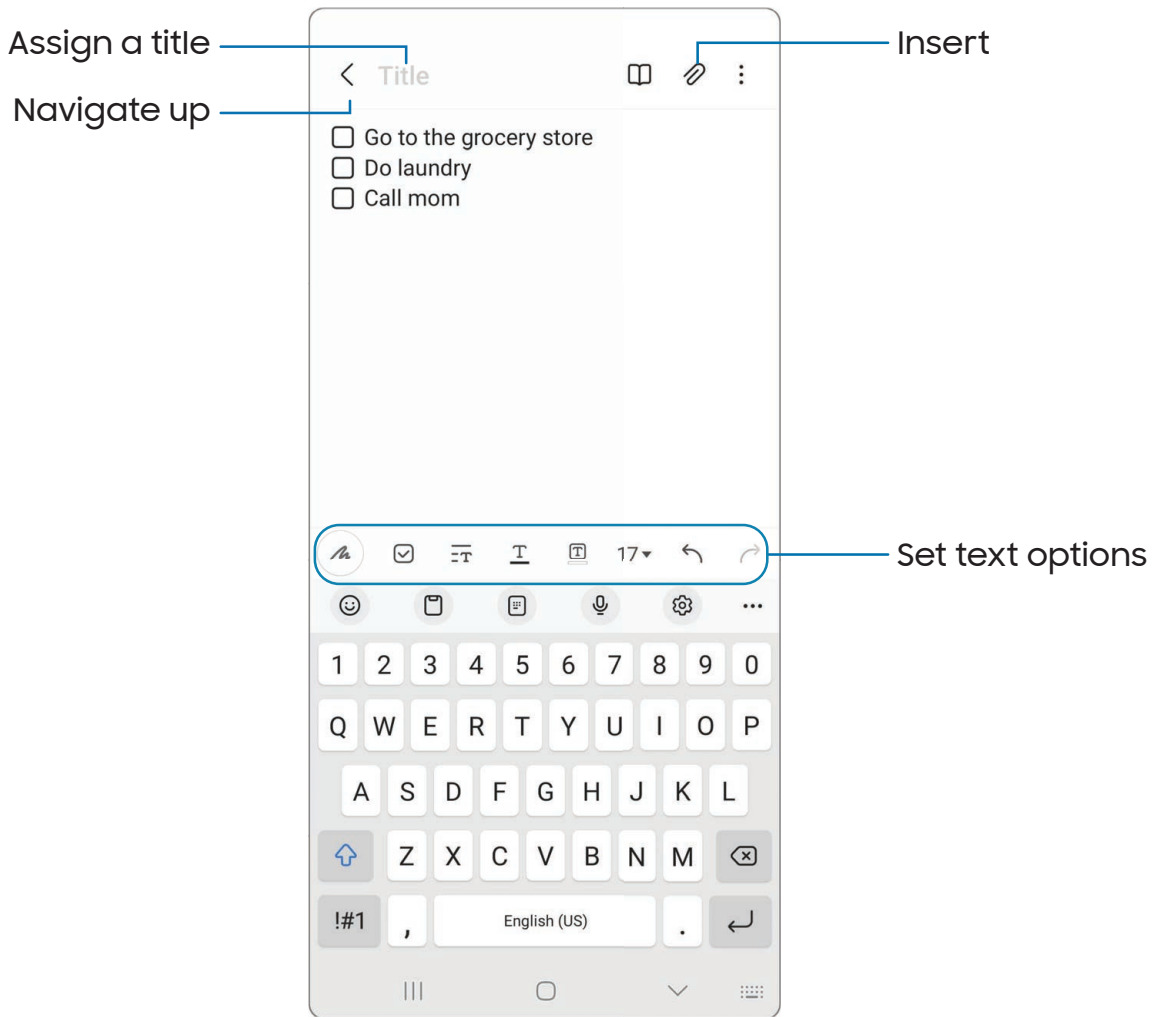 Assign a title
Insert
Title
Navigate up
Go to the grocery store
Do laundry
Call mom
T T T 17
Set text options
1 2 3 4 5 6 7 8 9 0
Q W E R T Y U I O P
A S D F G H J K L
Z X C V B N M
!#1 , English (US) .